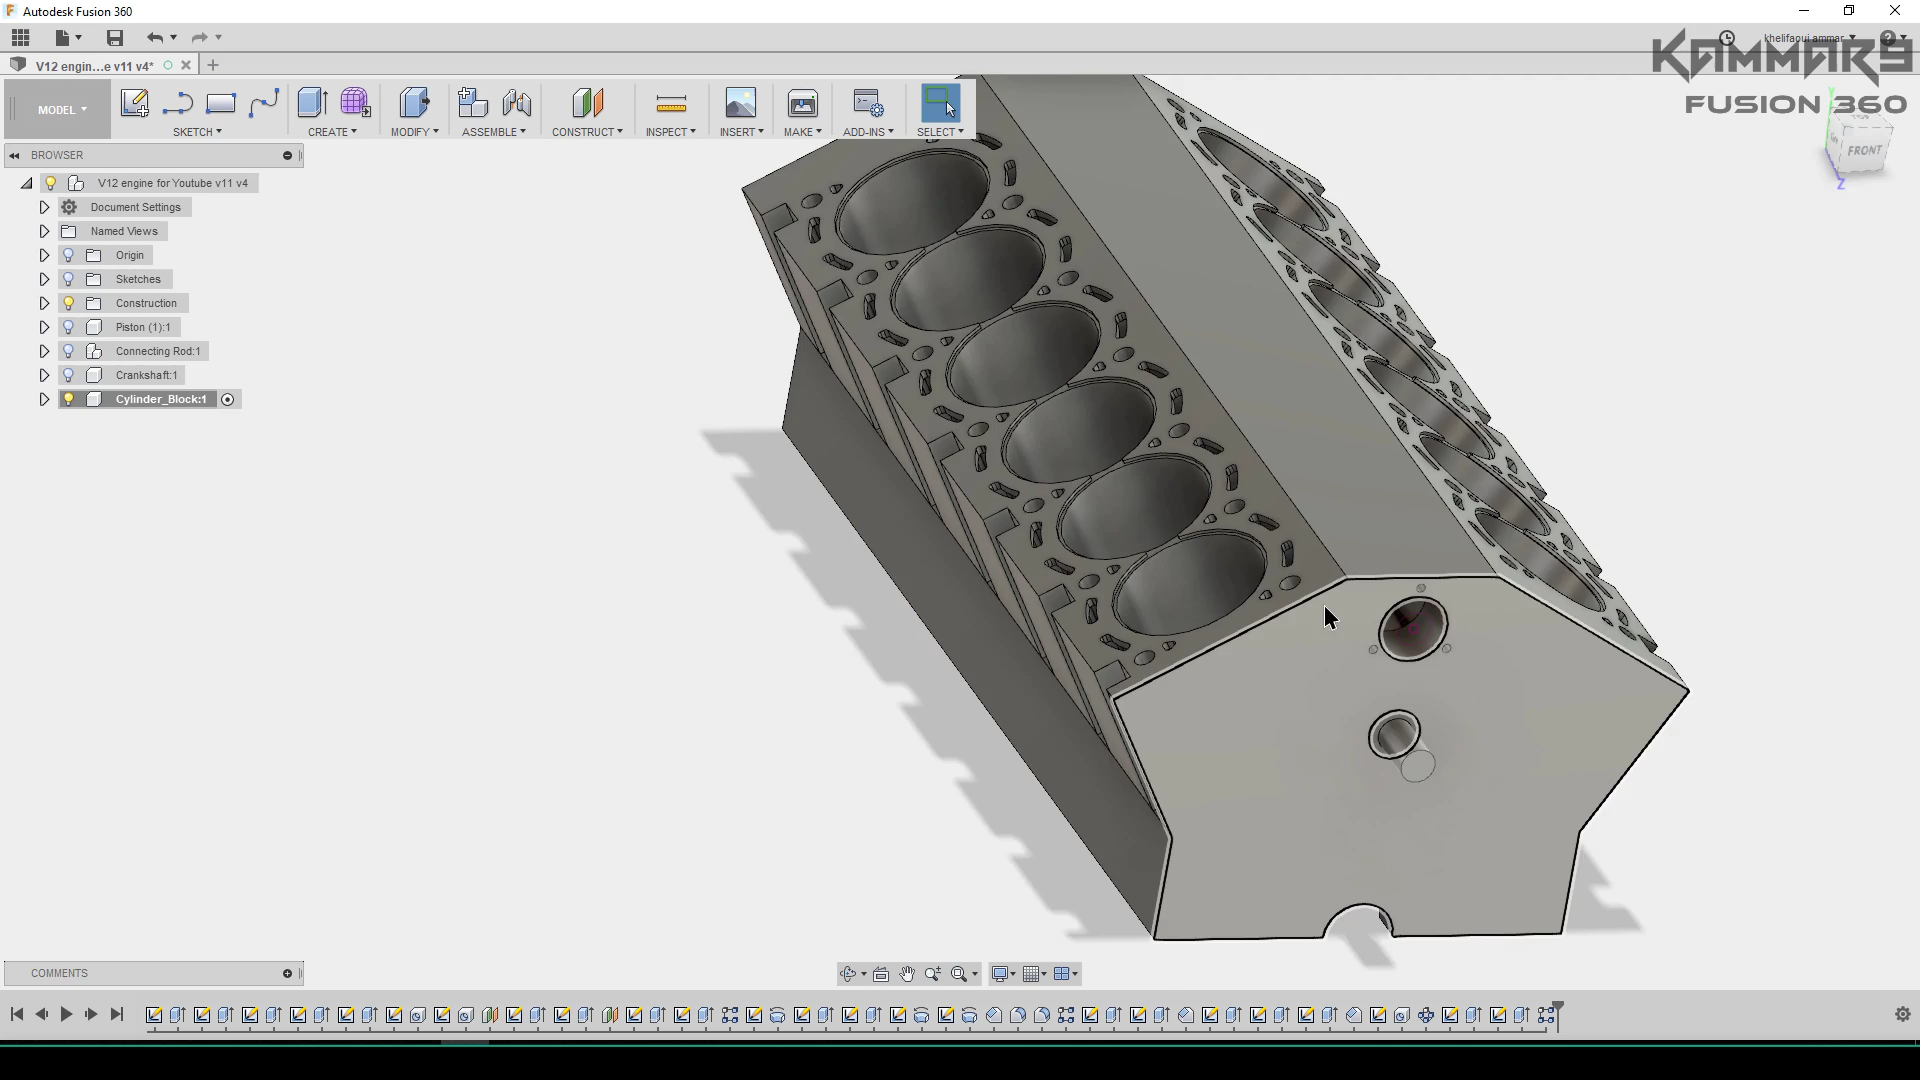 Autodesk Fusion 360
khelifaoui ammar
KAMMAR9
FUSION 360
V12 engin...e v11 v4*
MODEL
SKETCH
CREATE
MODIFY
ASSEMBLE
CONSTRUCT
INSPECT
INSERT
MAKE
ADD-INS
SELECT
FRONT
Y
Z
BROWSER
V12 engine for Youtube v11 v4
Document Settings
Named Views
Origin
Sketches
Construction
Piston (1):1
Connecting Rod:1
Crankshaft:1
Cylinder_Block:1
COMMENTS